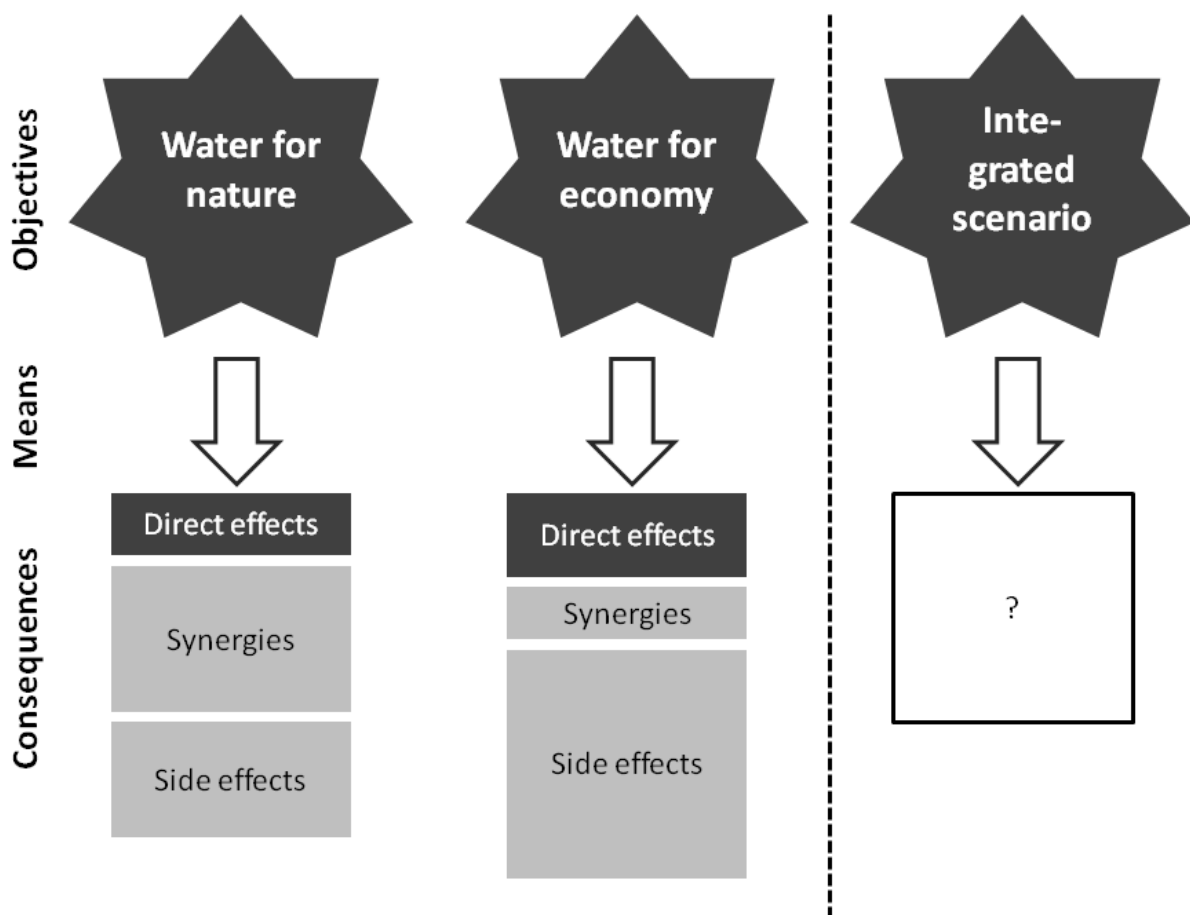 Objectives
Water for
nature
Water for
economy
Inte-
grated
scenario
Means
Consequences
Direct effects
Synergies
Side effects
Direct effects
Synergies
Side effects
?